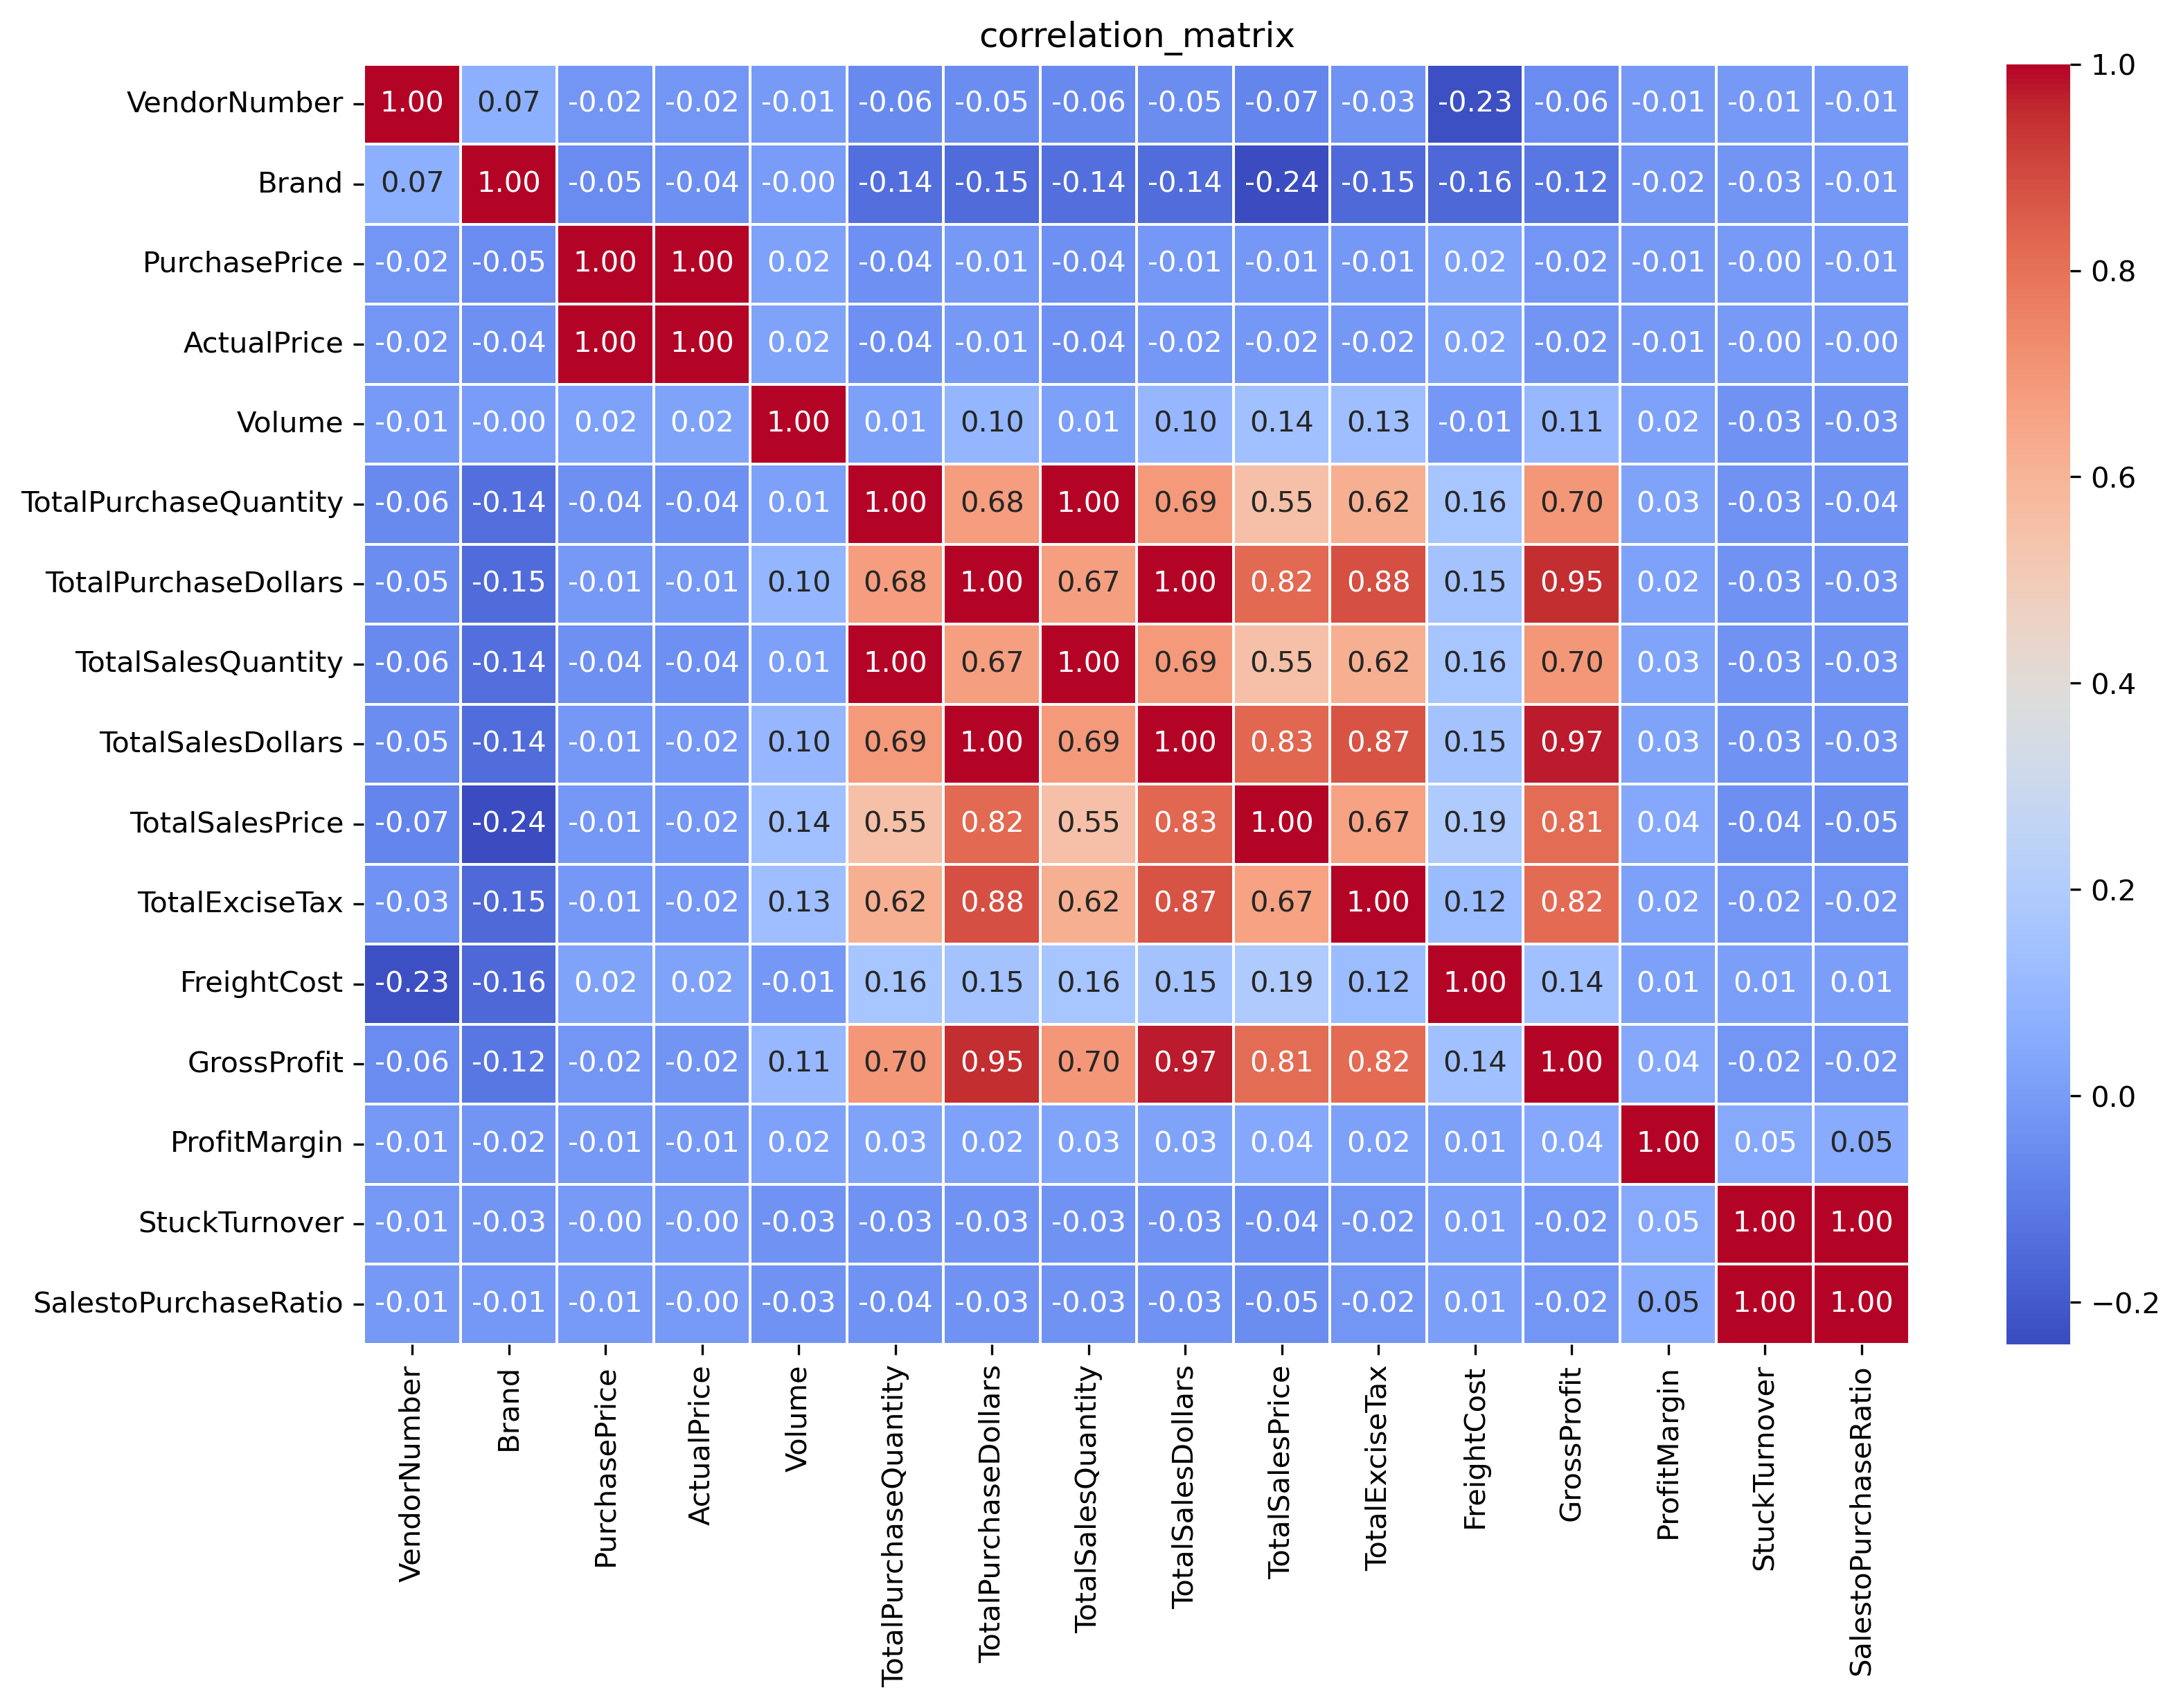 correlation_matrix
VendorNumber 1.00 0.07 -0.02 -0.02 -0.01 -0.06 -0.05 -0.06 -0.05 -0.07 -0.03 -0.23 -0.06 -0.01 -0.01 -0.01
Brand 0.07 1.00 -0.05 -0.04 -0.00 -0.14 -0.15 -0.14 -0.14 -0.24 -0.15 -0.16 -0.12 -0.02 -0.03 -0.01
PurchasePrice -0.02 -0.05 1.00 1.00 0.02 -0.04 -0.01 -0.04 -0.01 -0.01 -0.01 0.02 -0.02 -0.01 -0.00 -0.01
ActualPrice -0.02 -0.04 1.00 1.00 0.02 -0.04 -0.01 -0.04 -0.02 -0.02 -0.02 0.02 -0.02 -0.01 -0.00 -0.00
Volume -0.01 -0.00 0.02 0.02 1.00 0.01 0.10 0.01 0.10 0.14 0.13 -0.01 0.11 0.02 -0.03 -0.03
TotalPurchaseQuantity -0.06 -0.14 -0.04 -0.04 0.01 1.00 0.68 1.00 0.69 0.55 0.62 0.16 0.70 0.03 -0.03 -0.04
TotalPurchaseDollars -0.05 -0.15 -0.01 -0.01 0.10 0.68 1.00 0.67 1.00 0.82 0.88 0.15 0.95 0.02 -0.03 -0.03
TotalSalesQuantity -0.06 -0.14 -0.04 -0.04 0.01 1.00 0.67 1.00 0.69 0.55 0.62 0.16 0.70 0.03 -0.03 -0.03
TotalSalesDollars -0.05 -0.14 -0.01 -0.02 0.10 0.69 1.00 0.69 1.00 0.83 0.87 0.15 0.97 0.03 -0.03 -0.03
TotalSalesPrice -0.07 -0.24 -0.01 -0.02 0.14 0.55 0.82 0.55 0.83 1.00 0.67 0.19 0.81 0.04 -0.04 -0.05
TotalExciseTax -0.03 -0.15 -0.01 -0.02 0.13 0.62 0.88 0.62 0.87 0.67 1.00 0.12 0.82 0.02 -0.02 -0.02
FreightCost -0.23 -0.16 0.02 0.02 -0.01 0.16 0.15 0.16 0.15 0.19 0.12 1.00 0.14 0.01 0.01 0.01
GrossProfit -0.06 -0.12 -0.02 -0.02 0.11 0.70 0.95 0.70 0.97 0.81 0.82 0.14 1.00 0.04 -0.02 -0.02
ProfitMargin -0.01 -0.02 -0.01 -0.01 0.02 0.03 0.02 0.03 0.03 0.04 0.02 0.01 0.04 1.00 0.05 0.05
StuckTurnover -0.01 -0.03 -0.00 -0.00 -0.03 -0.03 -0.03 -0.03 -0.03 -0.04 -0.02 0.01 -0.02 0.05 1.00 1.00
SalestoPurchaseRatio -0.01 -0.01 -0.01 -0.00 -0.03 -0.04 -0.03 -0.03 -0.03 -0.05 -0.02 0.01 -0.02 0.05 1.00 1.00
VendorNumber
Brand
PurchasePrice
ActualPrice
Volume
TotalPurchaseQuantity
TotalPurchaseDollars
TotalSalesQuantity
TotalSalesDollars
TotalSalesPrice
TotalExciseTax
FreightCost
GrossProfit
ProfitMargin
StuckTurnover
SalestoPurchaseRatio
1.0
0.8
0.6
0.4
0.2
0.0
−0.2